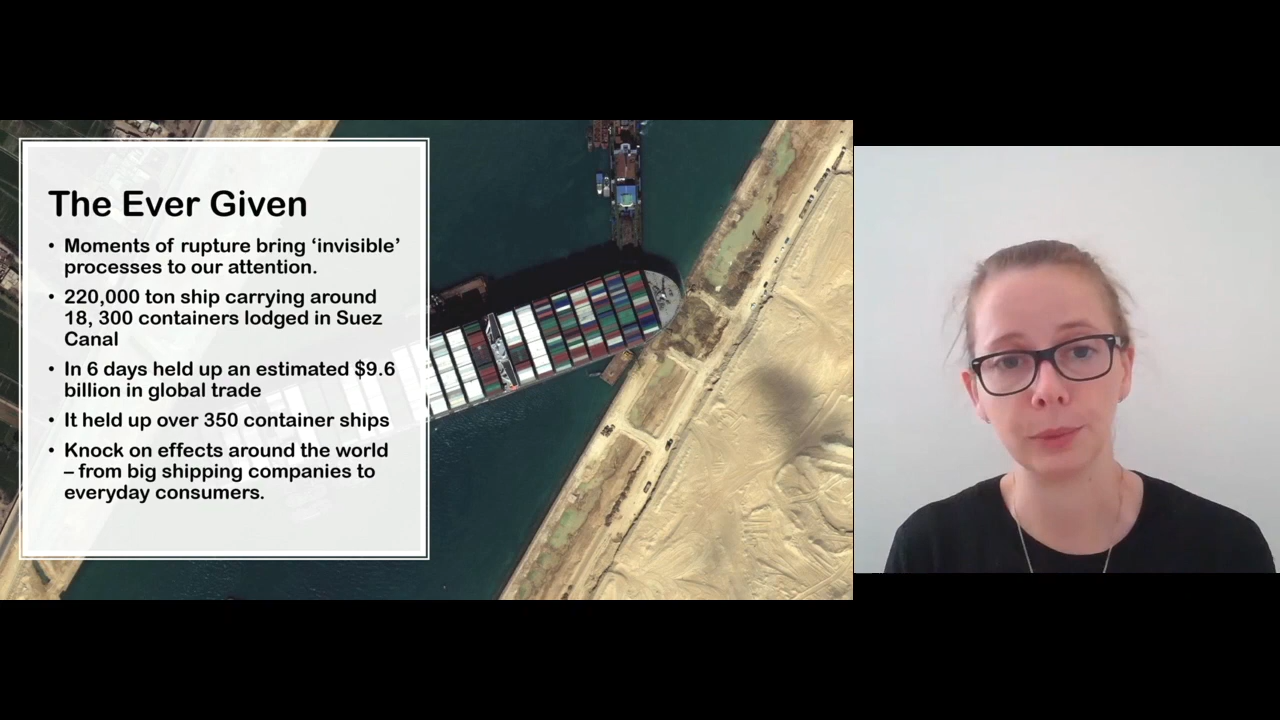 The Ever Given
• Moments of rupture bring ‘invisible’
processes to our attention.
• 220,000 ton ship carrying around
18, 300 containers lodged in Suez
Canal
• In 6 days held up an estimated $9.6
billion in global trade
• It held up over 350 container ships
• Knock on effects around the world
– from big shipping companies to
everyday consumers.